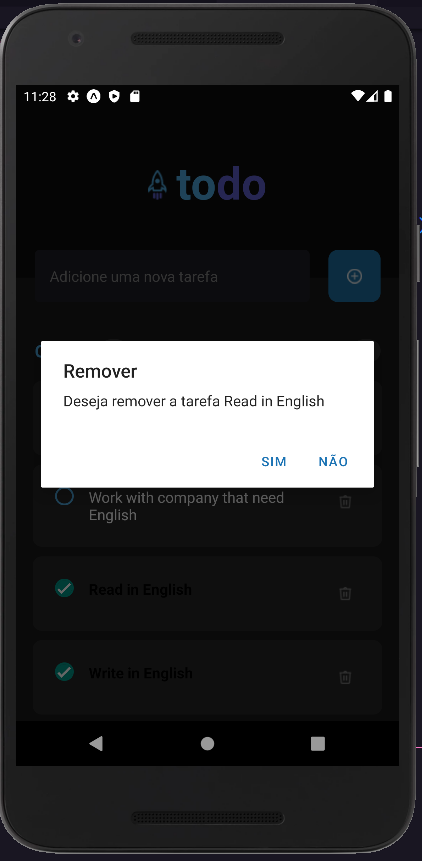 11:28
todo
Adicione uma nova tarefa
Remover
Deseja remover a tarefa Read in English
SIM NÃO
Work with company that need
English
Read in English
Write in English